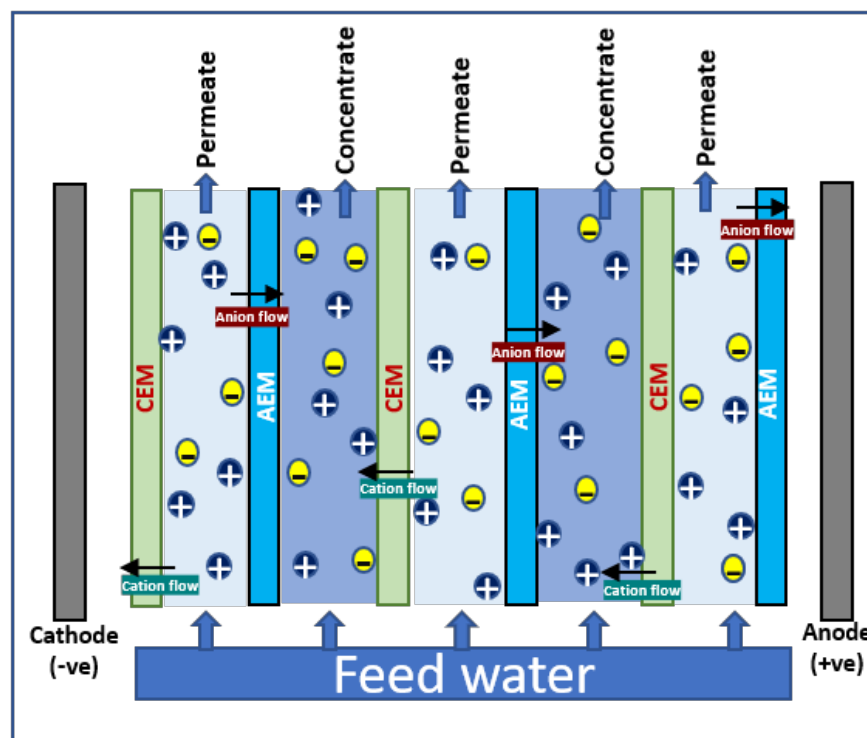 Permeate
Concentrate
Permeate
Concentrate
Permeate
Anion flow
Anion flow
Anion flow
CEM
AEM
CEM
AEM
CEM
AEM
Cation flow
Cation flow
Cation flow
Cathode
(-ve)
Anode
(+ve)
Feed water